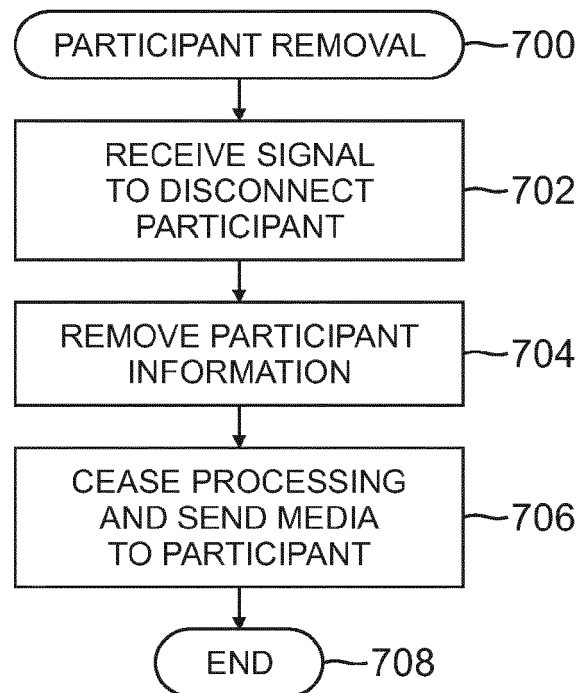 PARTICIPANT REMOVAL
700
RECEIVE SIGNAL
TO DISCONNECT
PARTICIPANT
702
REMOVE PARTICIPANT
INFORMATION
704
CEASE PROCESSING
AND SEND MEDIA
TO PARTICIPANT
706
END
708